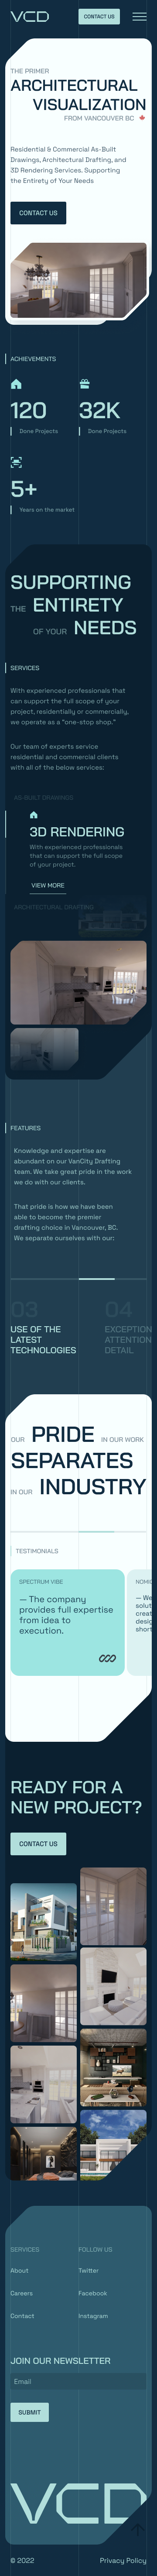 VCD
CONTACT US
THE PRIMER
ARCHITECTURAL
VISUALIZATION
FROM VANCOUVER BC
Residential & Commercial As-Built
Drawings, Architectural Drafting, and
3D Rendering Services. Supporting
the Entirety of Your Needs
CONTACT US
ACHIEVEMENTS
120
32K
Done Projects
Done Projects
5+
Years on the market
SUPPORTING
THE ENTIRETY
OF YOUR NEEDS
SERVICES
With experienced professionals that
can support the full scope of your
project, residentially or commercially,
we operate as a "one-stop shop."
Our team of experts service
residential and commercial clients
with all of the below services:
AS-BUILT DRAWINGS
3D RENDERING
With experienced professionals
that can support the full scope
of your project.
VIEW MORE
ARCHITECTURAL DRAFTING
FEATURES
Knowledge and expertise are
abundant on our VanCity Drafting
team. We take great pride in the work
we do with our clients.
That pride is how we have been
able to become the premier
drafting choice in Vancouver, BC.
We separate ourselves with our:
03
04
USE OF THE
LATEST
TECHNOLOGIES
EXCEPTION
ATTENTION
DETAIL
OUR PRIDE IN OUR WORK
SEPARATES
IN OUR INDUSTRY
TESTIMONIALS
SPECTRUM VIBE
— The company
provides full expertise
from idea to
execution.
NOMI
— We
solut
creat
desig
short
READY FOR A
NEW PROJECT?
CONTACT US
SERVICES
FOLLOW US
About
Twitter
Careers
Facebook
Contact
Instagram
JOIN OUR NEWSLETTER
Email
SUBMIT
VCD
© 2022
Privacy Policy